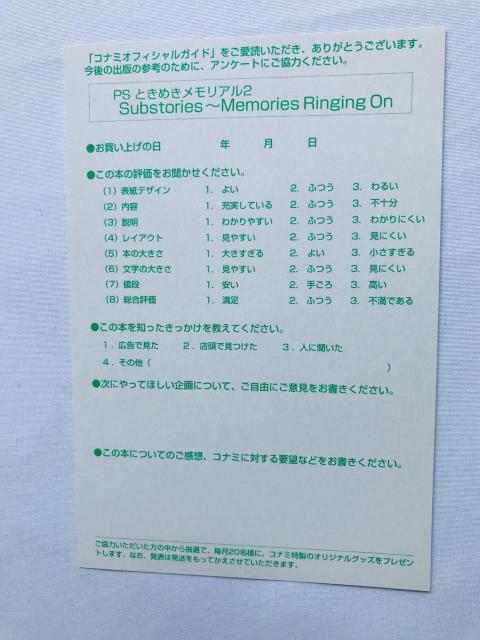 「コナミオフィシャルガイド」をご愛読いただき、ありがとうございます。
今後の出版の参考のために、アンケートにご協力ください。
PS ときめきメモリアル2
Substories～Memories Ringing On
●お買い上げの日 年 月 日
●この本の評価をお聞かせください。
(1) 表紙デザイン 1. よい 2. ふつう 3. わるい
(2) 内容 1. 充実している 2. ふつう 3. 不十分
(3) 説明 1. わかりやすい 2. ふつう 3. わかりにくい
(4) レイアウト 1. 見やすい 2. ふつう 3. 見にくい
(5) 本の大きさ 1. 大きすぎる 2. よい 3. 小さすぎる
(6) 文字の大きさ 1. 見やすい 2. ふつう 3. 見にくい
(7) 値段 1. 安い 2. 手ごろ 3. 高い
(8) 総合評価 1. 満足 2. ふつう 3. 不満である
●この本を知ったきっかけを教えてください。
1. 広告で見た 2. 店頭で見つけた 3. 人に聞いた
4. その他( )
●次にやってほしい企画について、ご自由にご意見をお書きください。
●この本についてのご感想、コナミに対する要望などをお書きください。
ご協力いただいた方の中から抽選で、毎月20名様に、コナミ特製のオリジナルグッズをプレゼン
トします。なお、発表は発送をもってかえさせていただきます。